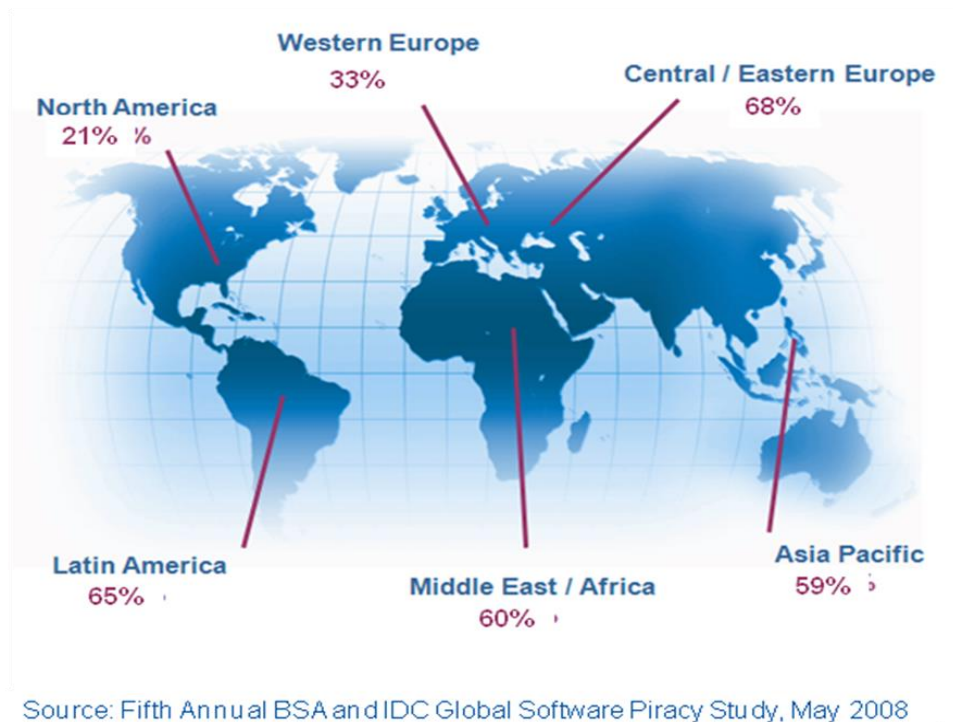 Western Europe
33%
Central / Eastern Europe
68%
North America
21% %
Latin America
65%
Middle East / Africa
60%
Asia Pacific
59%
Source: Fifth Annual BSA and IDC Global Software Piracy Study, May 2008